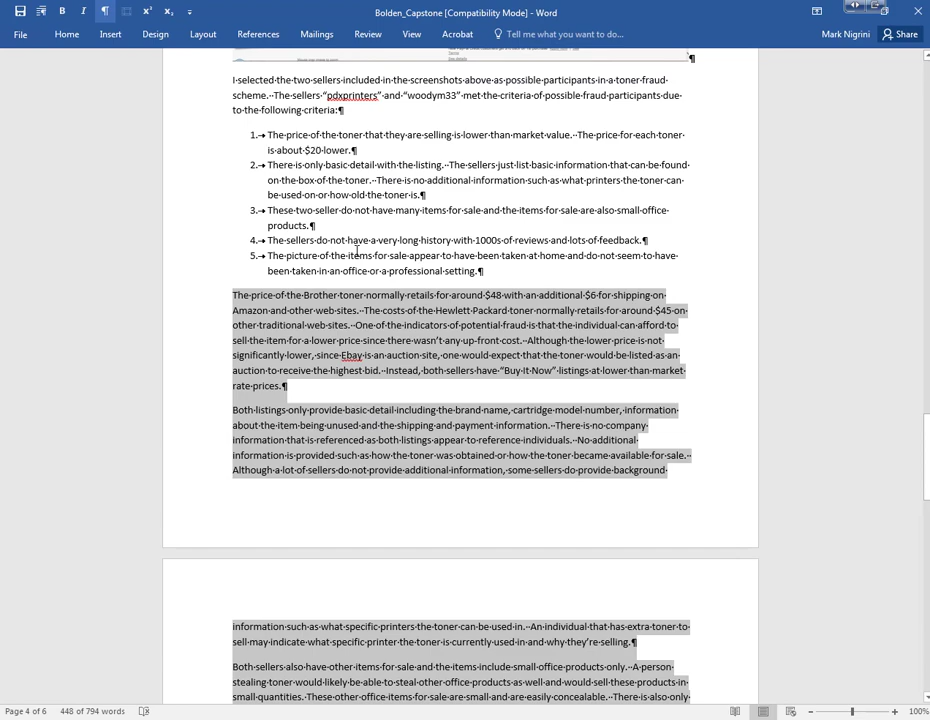 Bolden_Capstone [Compatibility Mode] - Word
File Home Insert Design Layout References Mailings Review View Acrobat Tell me what you want to do... Mark Nigrini Share
I selected the two sellers included in the screenshots above as possible participants in a toner fraud
scheme. The sellers "pdxprinters" and "woodym33" met the criteria of possible fraud participants due
to the following criteria:¶
1. The price of the toner that they are selling is lower than market value. The price for each toner
is about $20 lower.¶
2. There is only basic detail with the listing. The sellers just list basic information that can be found
on the box of the toner. There is no additional information such as what printers the toner can
be used on or how old the toner is.¶
3. These two seller do not have many items for sale and the items for sale are also small office
products.¶
4. The sellers do not have a very long history with 1000s of reviews and lots of feedback.¶
5. The picture of the items for sale appear to have been taken at home and do not seem to have
been taken in an office or a professional setting.¶
The price of the Brother toner normally retails for around $48 with an additional $6 for shipping on
Amazon and other web sites. The costs of the Hewlett-Packard toner normally retails for around $45 on
other traditional web sites. One of the indicators of potential fraud is that the individual can afford to
sell the item for a lower price since there wasn't any up-front cost. Although the lower price is not
significantly lower, since Ebay is an auction site, one would expect that the toner would be listed as an
auction to receive the highest bid. Instead, both sellers have "Buy It Now" listings at lower than market
rate prices.¶
Both listings only provide basic detail including the brand name, cartridge model number, information
about the item being unused and the shipping and payment information. There is no company
information that is referenced as both listings appear to reference individuals. No additional
information is provided such as how the toner was obtained or how the toner became available for sale.
Although a lot of sellers do not provide additional information, some sellers do provide background
information such as what specific printers the toner can be used in. An individual that has extra toner to
sell may indicate what specific printer the toner is currently used in and why they're selling.¶
Both sellers also have other items for sale and the items include small office products only. A person
stealing toner would likely be able to steal other office products as well and would sell these products in
small quantities. These other office items for sale are small and are easily concealable. There is also only
Page 4 of 6 448 of 794 words 100%